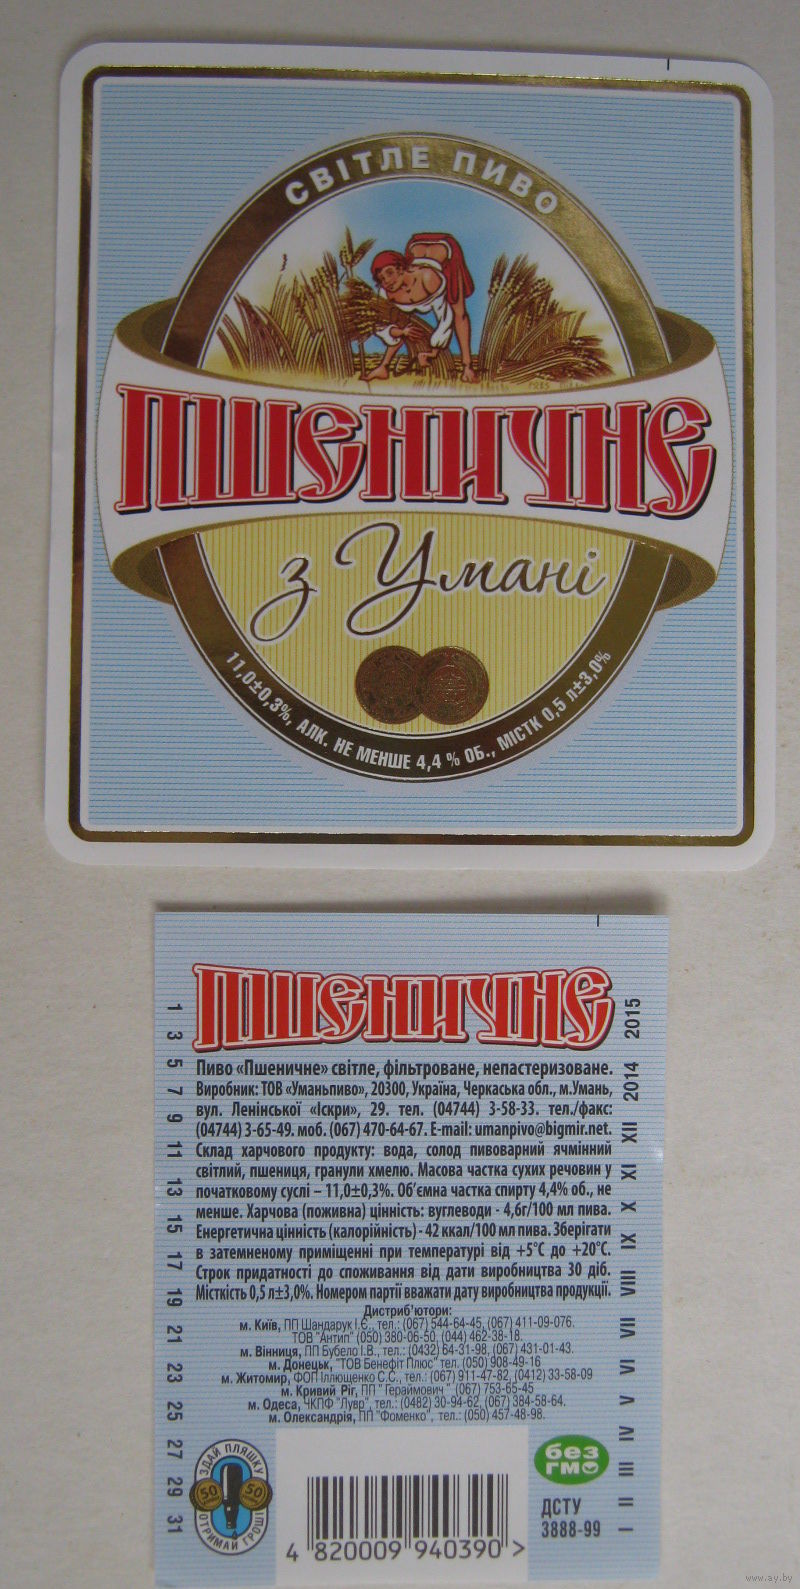 СВІТЛЕ ПИВО
ПШЕНИЧНЕ
з Умані
11,0±0,3%, АЛК. НЕ МЕНШЕ 4,4 % ОБ., МІСТК 0,5 л±3,0%
ПШЕНИЧНЕ
Пиво «Пшеничне» світле, фільтроване, непастеризоване.
Виробник: ТОВ «Уманьпиво», 20300, Україна, Черкаська обл., м.Умань,
вул. Ленінської «Іскри», 29. тел. (04744) 3-58-33. тел./факс:
(04744) 3-65-49. моб. (067) 470-64-67. E-mail: umanpivo@bigmir.net.
Склад харчового продукту: вода, солод пивоварний ячмінний
світлий, пшениця, гранули хмелю. Масова частка сухих речовин у
початковому суслі – 11,0±0,3%. Об'ємна частка спирту 4,4% об., не
менше. Харчова (поживна) цінність: вуглеводи - 4,6г/100 мл пива.
Енергетична цінність (калорійність) - 42 ккал/100 мл пива. Зберігати
в затемненому приміщенні при температурі від +5°C до +20°C.
Строк придатності до споживання від дати виробництва 30 діб.
Місткість 0,5 л±3,0%. Номером партії вважати дату виробництва продукції.
Дистриб'ютори:
м. Київ, ПП Шандарук І.Є., тел.: (067) 544-64-45, (067) 411-09-076.
ТОВ "Антип" (050) 380-06-50, (044) 462-38-18.
м. Вінниця, ПП Бубело І.В., тел.: (0432) 64-31-98, (067) 431-01-43.
м. Донецьк, "ТОВ Бенефіт Плюс" тел. (050) 908-49-16
м. Житомир, ФОП Іллющенко С.С., тел.: (067) 911-47-82, (0412) 33-58-09
м. Кривий Ріг, ПП " Гераймович " (067) 753-65-45
м. Одеса, ЧКПФ "Лувр", тел.: (0482) 30-94-62, (067) 384-58-64.
м. Олександрія, ПП "Фоменко", тел.: (050) 457-48-98.
1 3 5 7 9 11 13 15 17 19 21 23 25 27 29 31
I II III IV V VI VII VIII IX X XI XII 2014 2015
ЗДАЙ ПЛЯШКУ
50 50
ОТРИМАЙ ГРОШІ
без
ГМО
ДСТУ
3888-99
4 820009 940390 >
www.ay.by